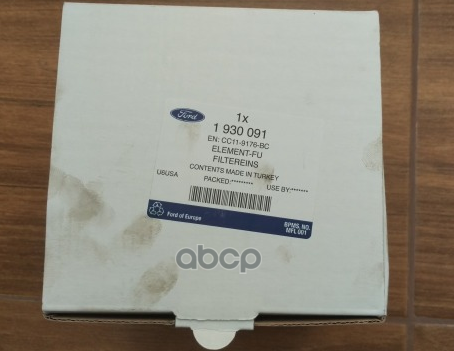 Ford
1x
1 930 091
EN: CC11-9176-BC
ELEMENT-FU
FILTEREINS
CONTENTS MADE IN TURKEY
U6USA PACKED:********* USE BY:*******
Ford of Europe
BPMS. NO.
MFL 001
abcp